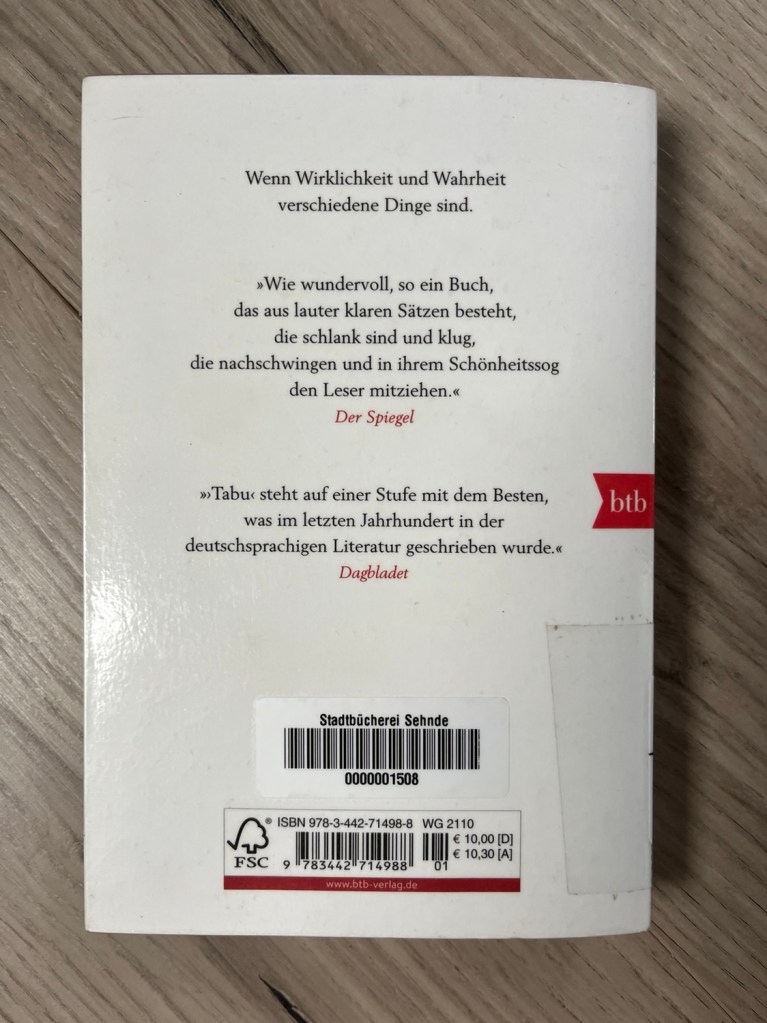 Wenn Wirklichkeit und Wahrheit
verschiedene Dinge sind.
»Wie wundervoll, so ein Buch,
das aus lauter klaren Sätzen besteht,
die schlank sind und klug,
die nachschwingen und in ihrem Schönheitssog
den Leser mitziehen.«
Der Spiegel
»›Tabu‹ steht auf einer Stufe mit dem Besten,
was im letzten Jahrhundert in der
deutschsprachigen Literatur geschrieben wurde.«
Dagbladet
btb
Stadtbücherei Sehnde
0000001508
ISBN 978-3-442-71498-8 WG 2110
€ 10,00 [D]
€ 10,30 [A]
® FSC
9 783442 714988 01
www.btb-verlag.de